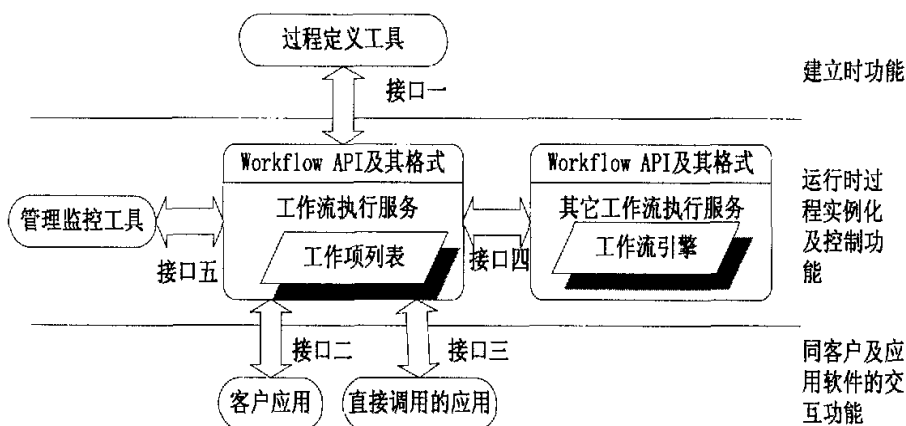 过程定义工具
接口一
建立时功能
Workflow API及其格式
工作流执行服务
工作项列表
Workflow API及其格式
其它工作流执行服务
工作流引擎
管理监控工具
接口五
接口四
运行时过
程实例化
及控制功
能
接口二
接口三
客户应用
直接调用的应用
同客户及应
用软件的交
互功能